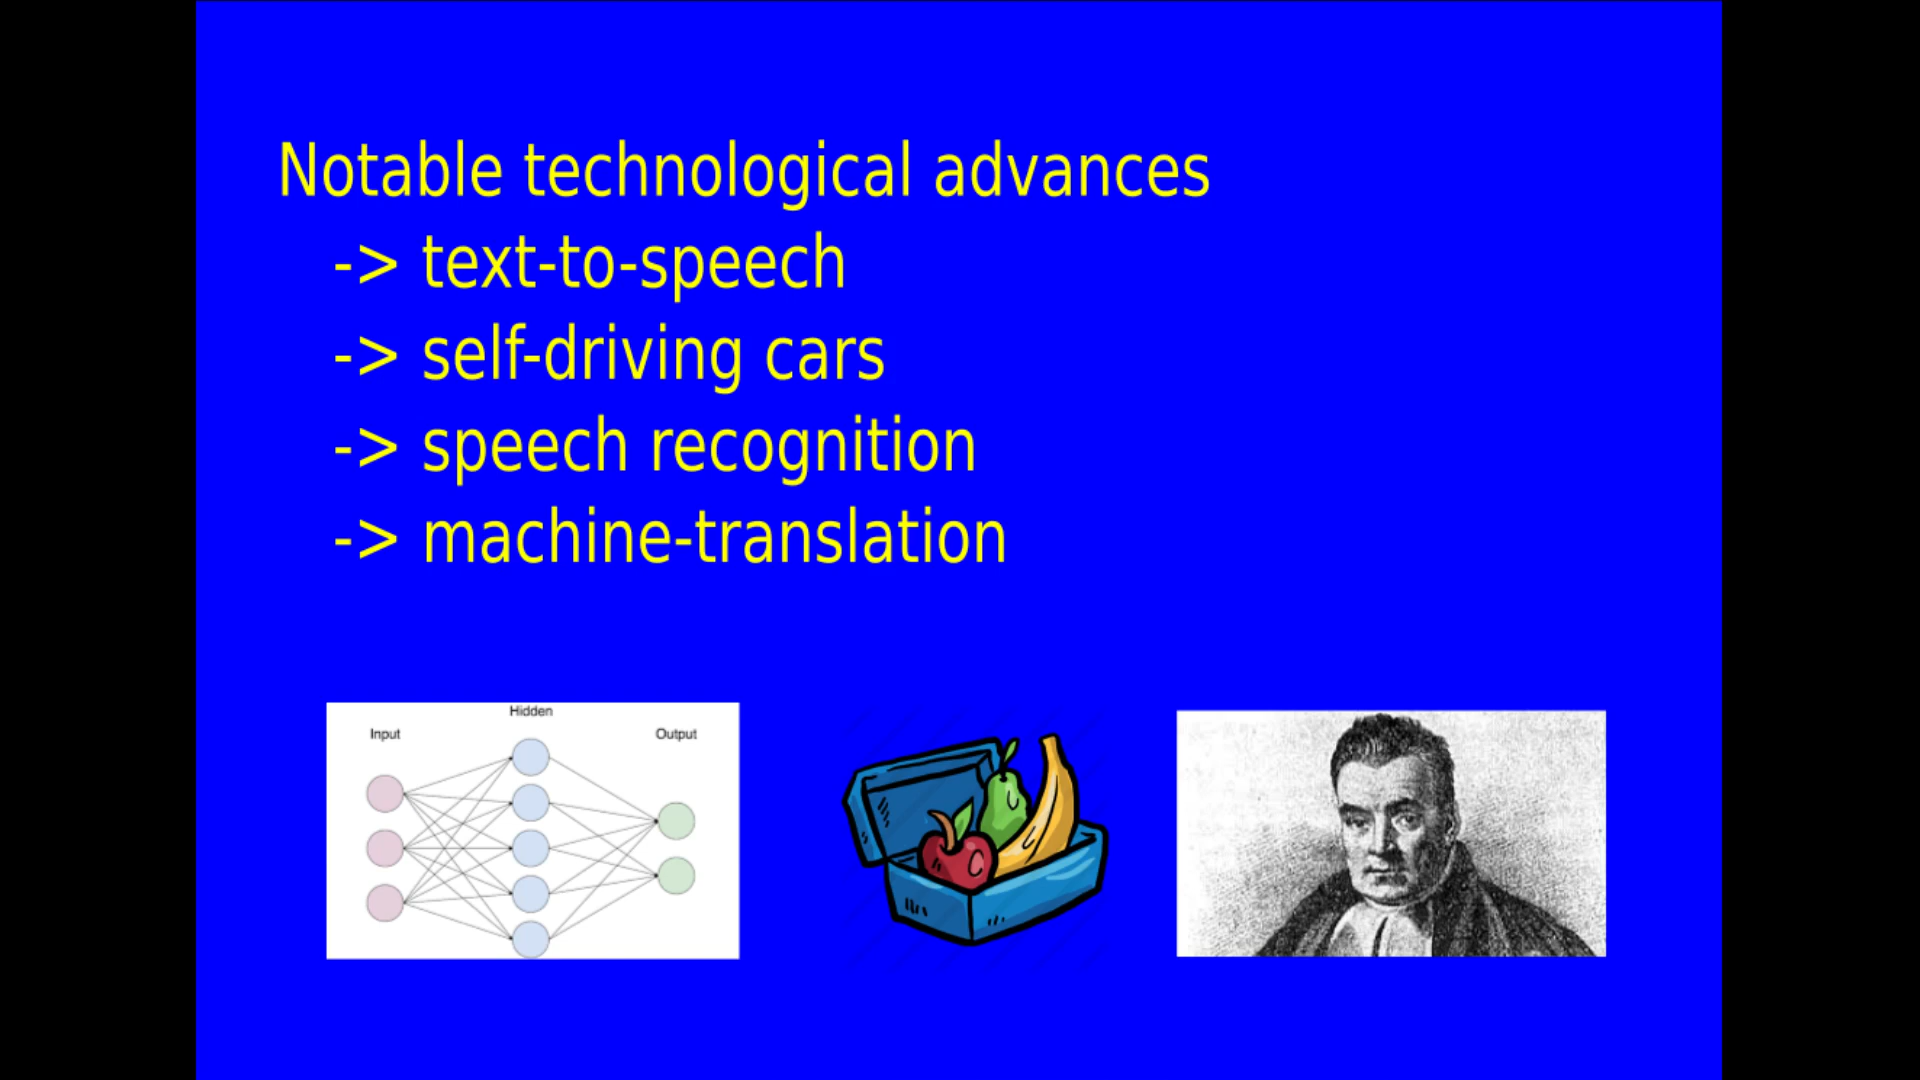 Notable technological advances
-> text-to-speech
-> self-driving cars
-> speech recognition
-> machine-translation
Hidden
Input
Output